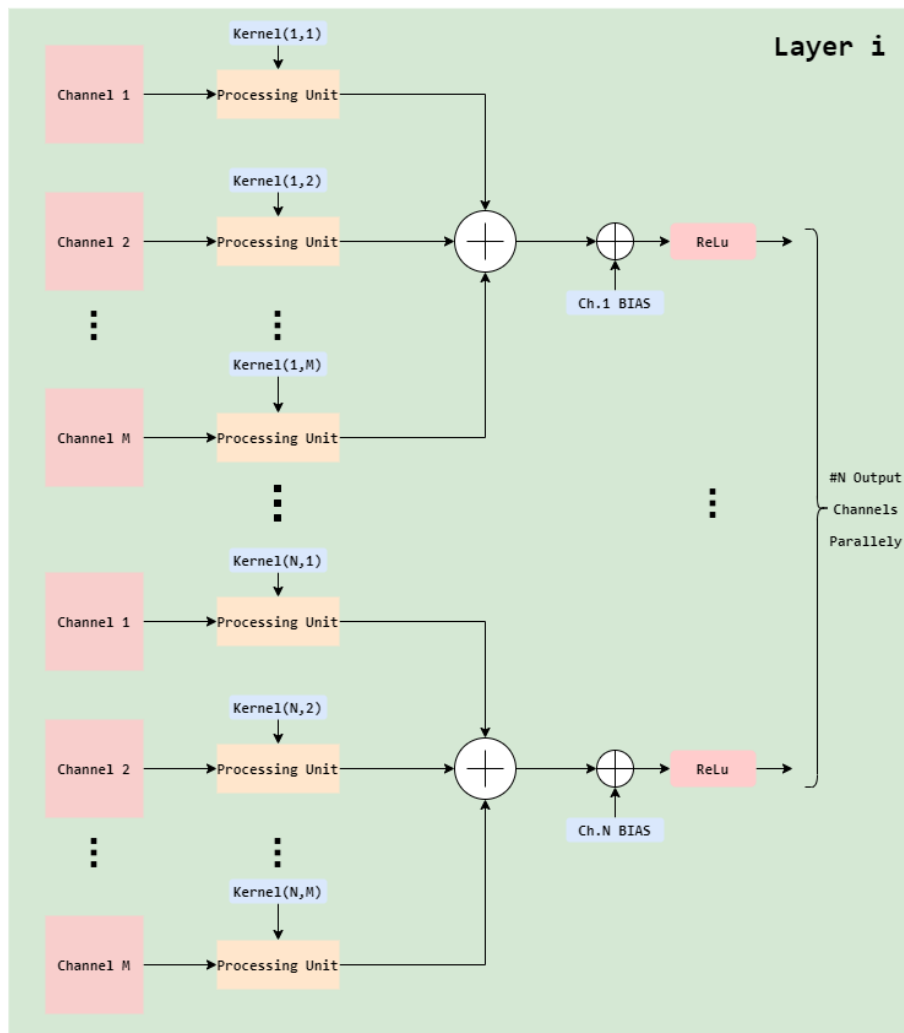 Layer i
Kernel(1,1)
Channel 1
Processing Unit
Kernel(1,2)
Channel 2
Processing Unit
ReLu
Ch.1 BIAS
Kernel(1,M)
Channel M
Processing Unit
#N Output
Channels
Parallely
Kernel(N,1)
Channel 1
Processing Unit
Kernel(N,2)
Channel 2
Processing Unit
ReLu
Ch.N BIAS
Kernel(N,M)
Channel M
Processing Unit